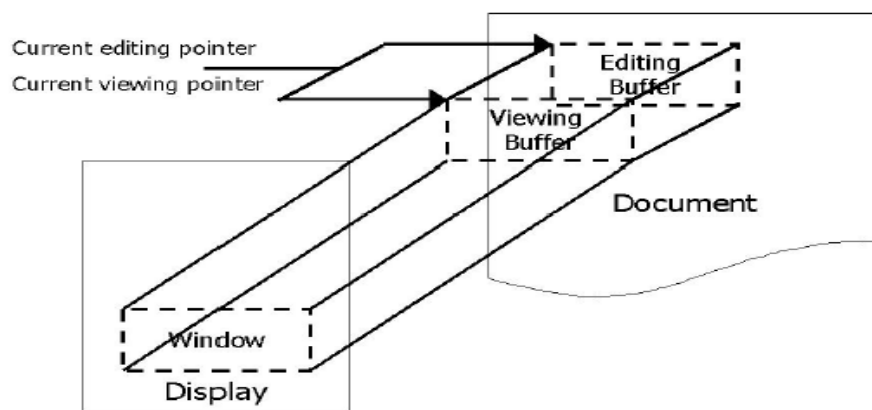 Current editing pointer
Current viewing pointer
Editing
Buffer
Viewing
Buffer
Document
Window
Display